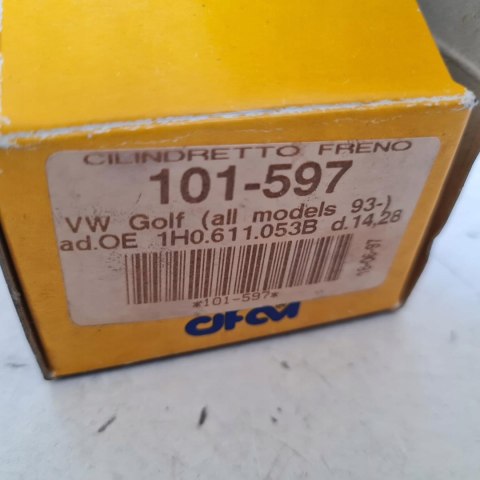 CILINDRETTO FRENO
101-597
VW Golf (all models 93-)
ad.OE 1H0.611.053B d.14,28
*101-597*
cifam